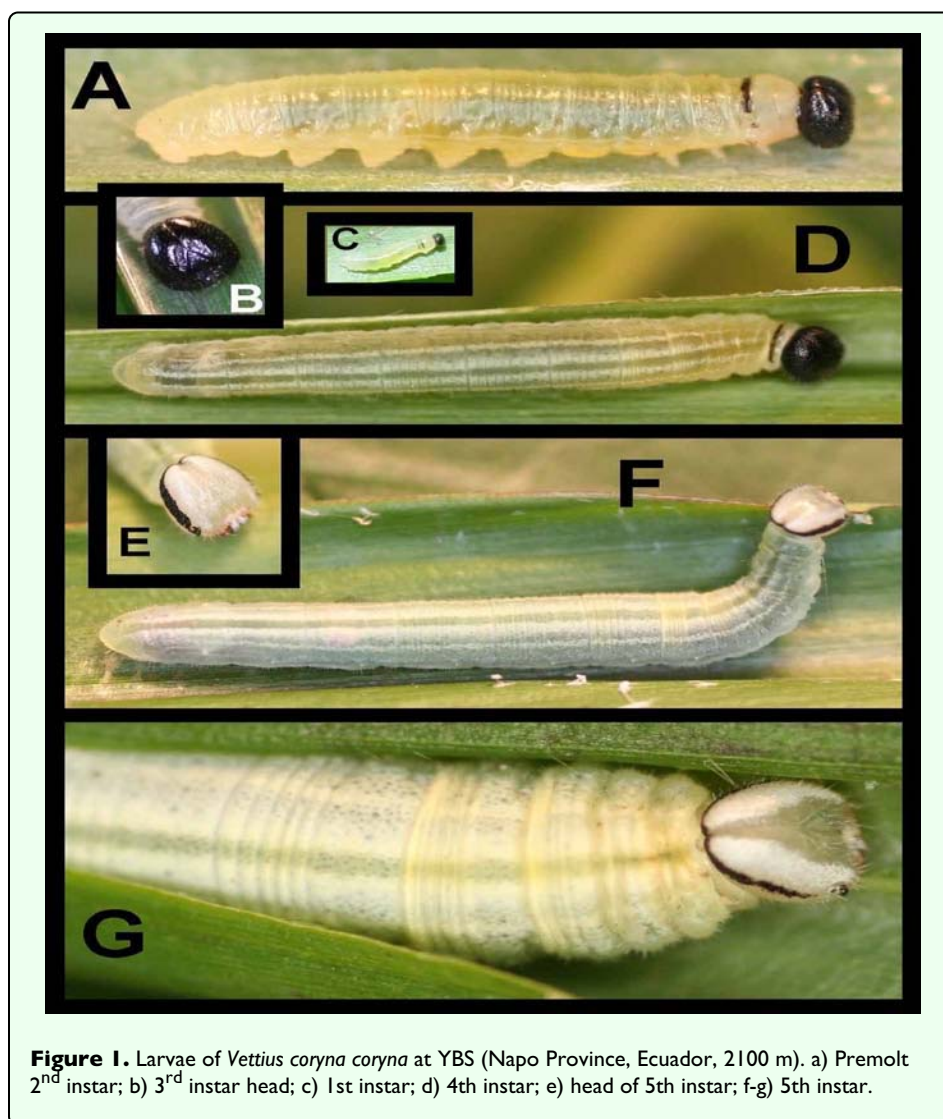 A
B
C
D
E
F
G
Figure 1. Larvae of Vettius coryna coryna at YBS (Napo Province, Ecuador, 2100 m). a) Premolt
2nd instar; b) 3rd instar head; c) 1st instar; d) 4th instar; e) head of 5th instar; f-g) 5th instar.